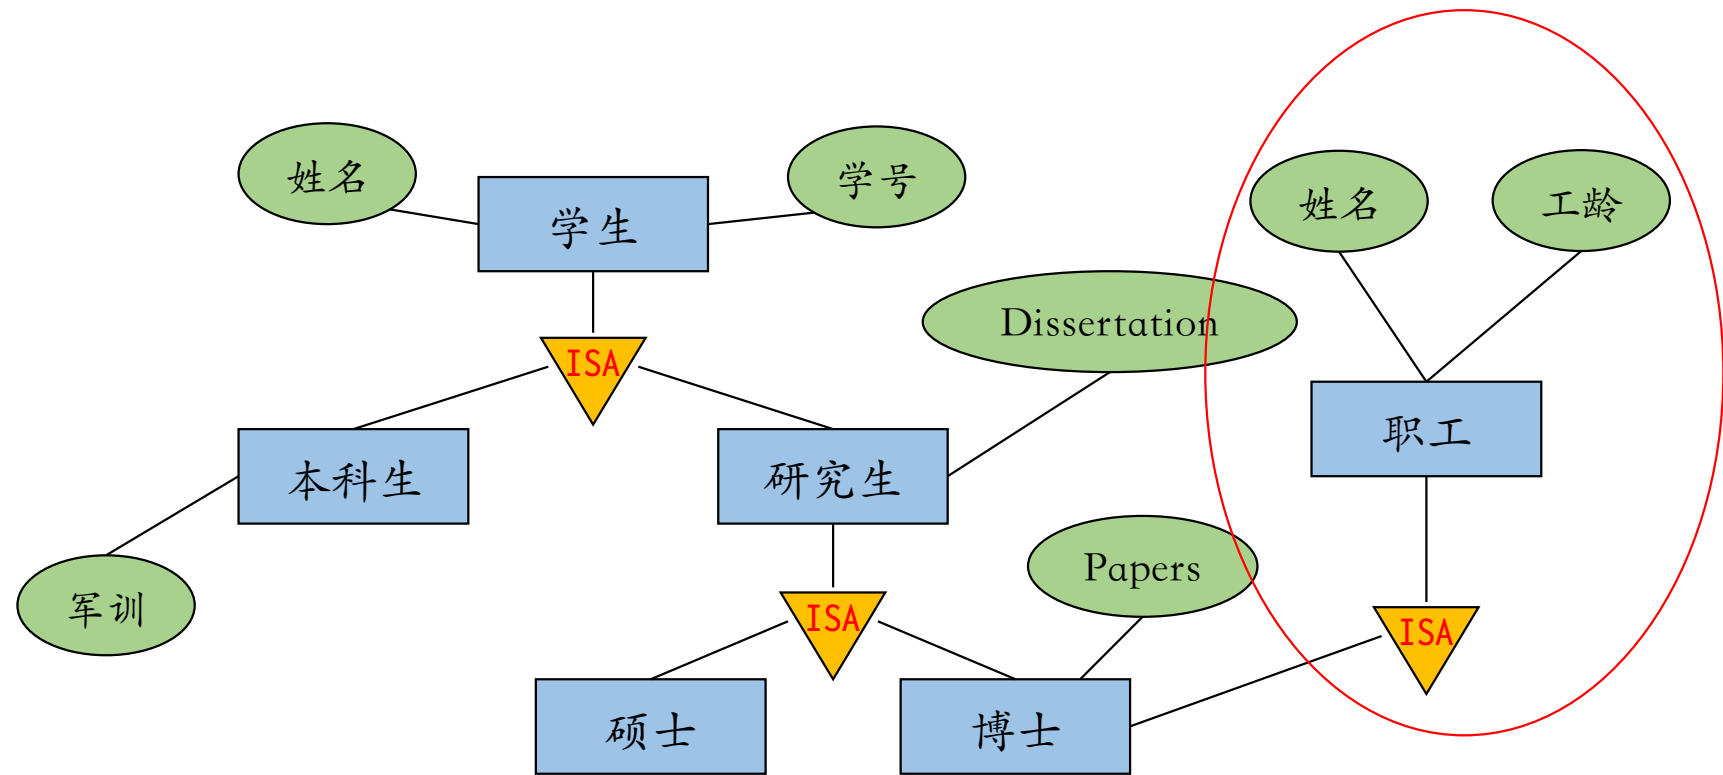 姓名
学号
学生
姓名
工龄
Dissertation
ISA
职工
本科生
研究生
Papers
军训
ISA
ISA
硕士
博士